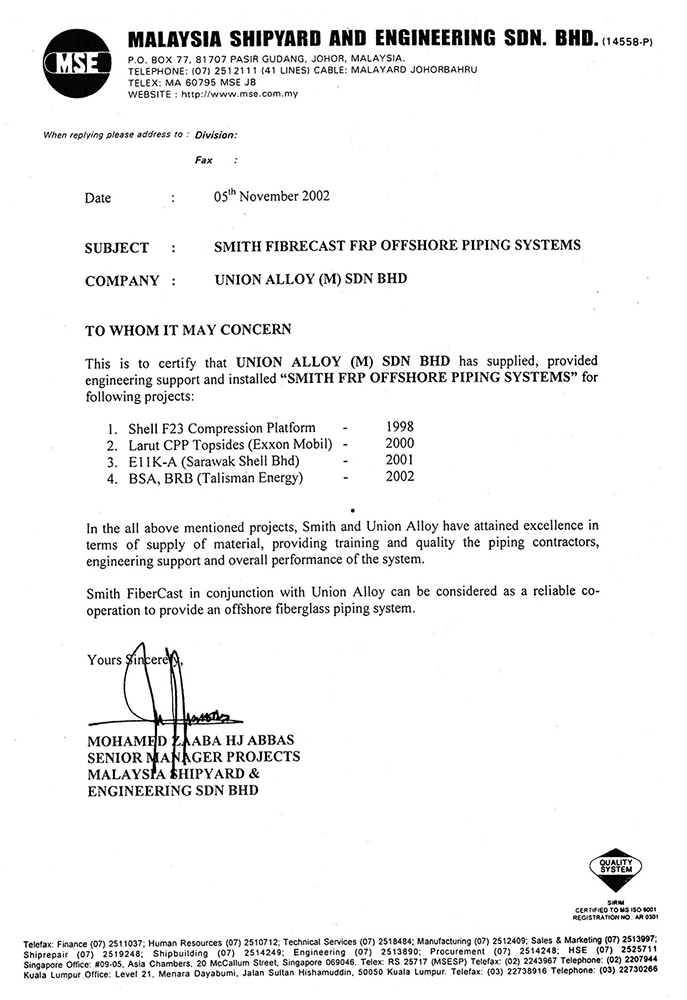 MSE
MALAYSIA SHIPYARD AND ENGINEERING SDN. BHD. (14558-P)
P.O. BOX 77, 81707 PASIR GUDANG, JOHOR, MALAYSIA.
TELEPHONE: (07) 2512111 (41 LINES) CABLE: MALAYARD JOHORBAHRU
TELEX: MA 60795 MSE JB
WEBSITE : http://www.mse.com.my
When replying please address to : Division:
Fax :
Date : 05th November 2002
SUBJECT : SMITH FIBRECAST FRP OFFSHORE PIPING SYSTEMS
COMPANY : UNION ALLOY (M) SDN BHD
TO WHOM IT MAY CONCERN
This is to certify that UNION ALLOY (M) SDN BHD has supplied, provided
engineering support and installed “SMITH FRP OFFSHORE PIPING SYSTEMS” for
following projects:
1. Shell F23 Compression Platform - 1998
2. Larut CPP Topsides (Exxon Mobil) - 2000
3. E11K-A (Sarawak Shell Bhd) - 2001
4. BSA, BRB (Talisman Energy) - 2002
In the all above mentioned projects, Smith and Union Alloy have attained excellence in
terms of supply of material, providing training and quality the piping contractors,
engineering support and overall performance of the system.
Smith FiberCast in conjunction with Union Alloy can be considered as a reliable co-
operation to provide an offshore fiberglass piping system.
Yours Sincerely,
MOHAMED ZAABA HJ ABBAS
SENIOR MANAGER PROJECTS
MALAYSIA SHIPYARD &
ENGINEERING SDN BHD
QUALITY
SYSTEM
SIRIM
CERTIFIED TO MS ISO 9001
REGISTRATION NO. AR 0301
Telefax: Finance (07) 2511037; Human Resources (07) 2510712; Technical Services (07) 2518484; Manufacturing (07) 2512409; Sales & Marketing (07) 2513997;
Shiprepair (07) 2519248; Shipbuilding (07) 2514249; Engineering (07) 2513890; Procurement (07) 2514248; HSE (07) 2525711
Singapore Office: #09-05, Asia Chambers, 20 McCallum Street, Singapore 069046. Telex: RS 25717 (MSESP) Telefax: (02) 2243967 Telephone: (02) 2207944
Kuala Lumpur Office: Level 21, Menara Dayabumi, Jalan Sultan Hishamuddin, 50050 Kuala Lumpur. Telefax: (03) 22738916 Telephone: (03) 22730266